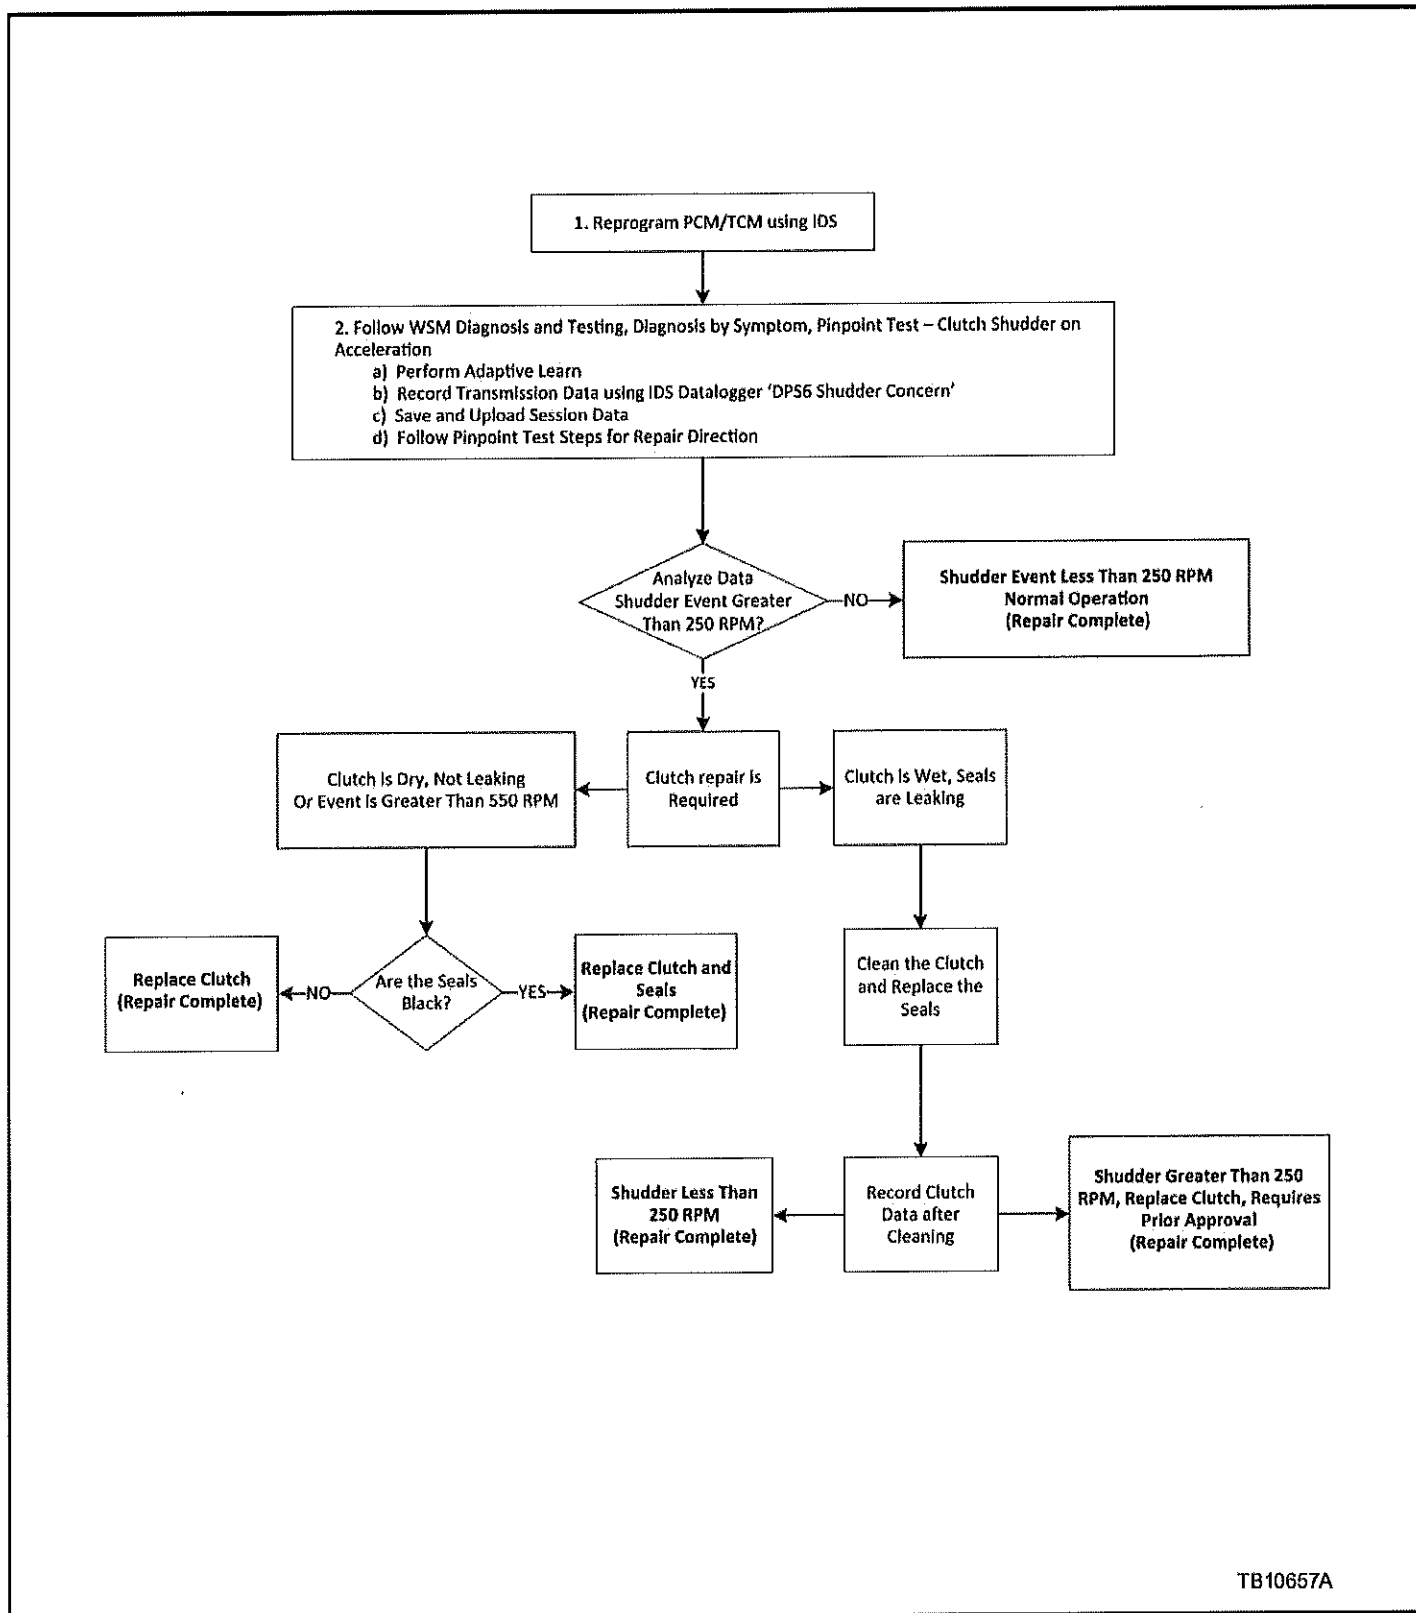 1. Reprogram PCM/TCM using IDS
2. Follow WSM Diagnosis and Testing, Diagnosis by Symptom, Pinpoint Test – Clutch Shudder on
Acceleration
a) Perform Adaptive Learn
b) Record Transmission Data using IDS Datalogger 'DPS6 Shudder Concern'
c) Save and Upload Session Data
d) Follow Pinpoint Test Steps for Repair Direction
Analyze Data
Shudder Event Greater
Than 250 RPM?
NO
Shudder Event Less Than 250 RPM
Normal Operation
(Repair Complete)
YES
Clutch is Dry, Not Leaking
Or Event is Greater Than 550 RPM
Clutch repair is
Required
Clutch is Wet, Seals
are Leaking
Replace Clutch
(Repair Complete)
NO
Are the Seals
Black?
YES
Replace Clutch and
Seals
(Repair Complete)
Clean the Clutch
and Replace the
Seals
Shudder Less Than
250 RPM
(Repair Complete)
Record Clutch
Data after
Cleaning
Shudder Greater Than 250
RPM, Replace Clutch, Requires
Prior Approval
(Repair Complete)
TB10657A